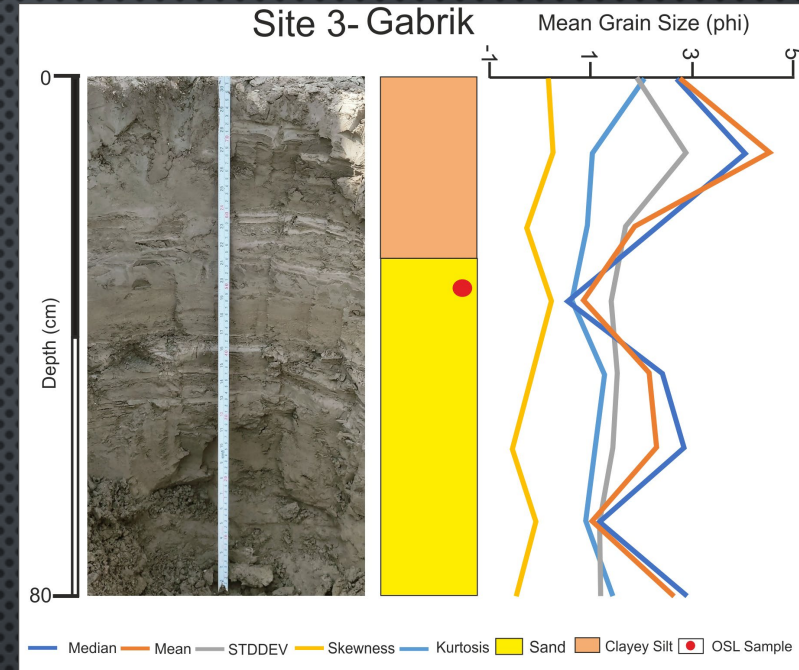 Site 3- Gabrik
Mean Grain Size (phi)
-1 1 3 5
0
Depth (cm)
80
Median Mean STDDEV Skewness Kurtosis Sand Clayey Silt OSL Sample